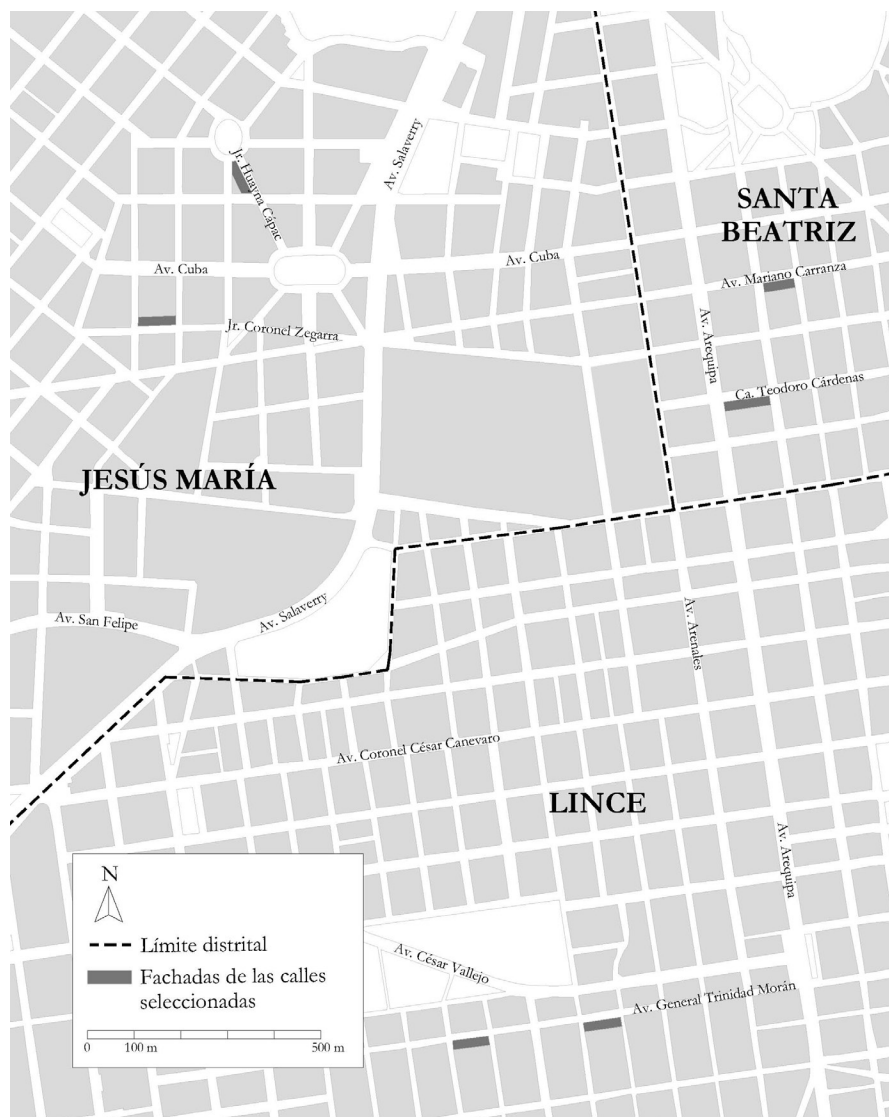 Av. Salaverry
Jr. Huayna Cápac
SANTA
BEATRIZ
Av. Cuba
Av. Cuba
Av. Mariano Carranza
Jr. Coronel Zegarra
Av. Arequipa
Ca. Teodoro Cárdenas
JESÚS MARÍA
Av. San Felipe
Av. Salaverry
Av. Arenales
Av. Coronel César Canevaro
LINCE
Av. Arequipa
N
Límite distrital
Fachadas de las calles
seleccionadas
0 100 m 500 m
Av. César Vallejo
Av. General Trinidad Morán